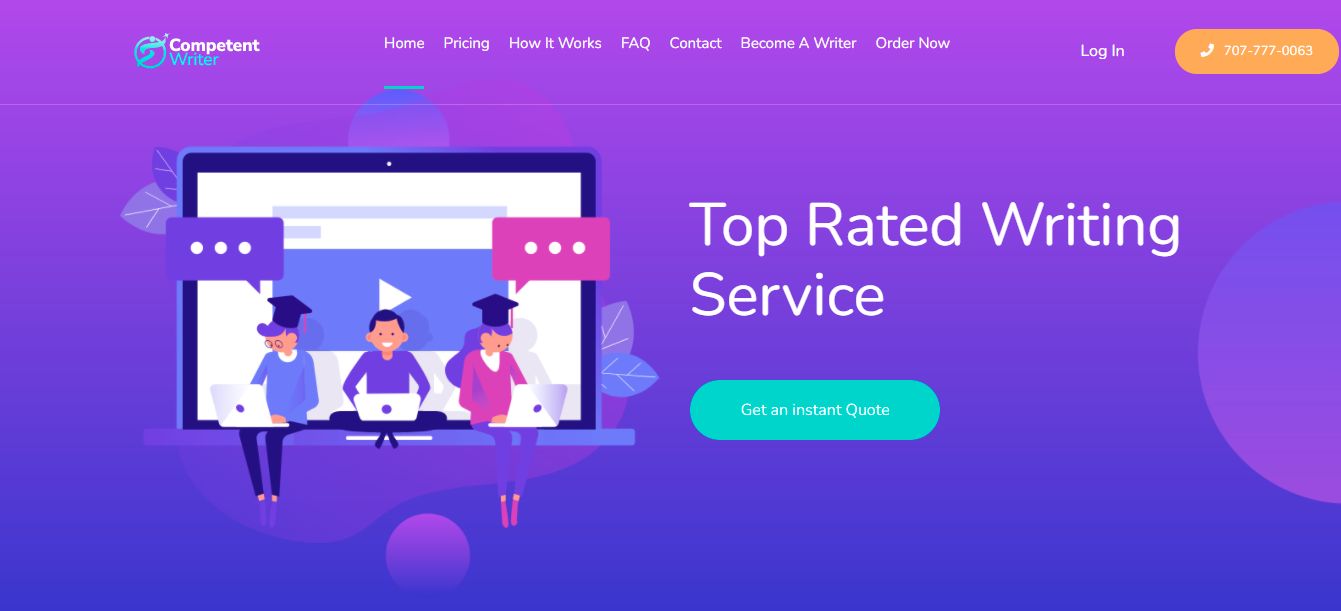 Competent
Writer
Home Pricing How It Works FAQ Contact Become A Writer Order Now
Log In
707-777-0063
Top Rated Writing
Service
Get an instant Quote